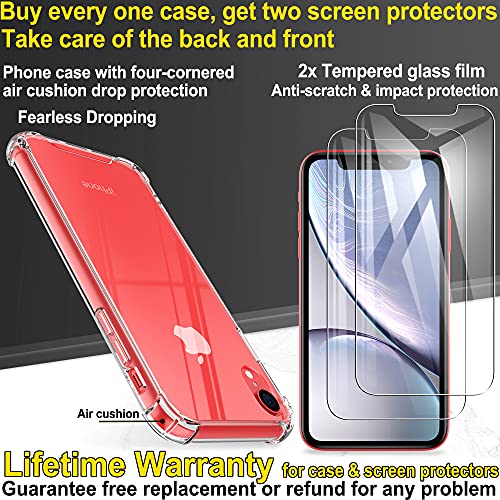 Buy every one case, get two screen protectors
Take care of the back and front
Phone case with four-cornered
air cushion drop protection
Fearless Dropping
2x Tempered glass film
Anti-scratch & impact protection
iPhone
Air cushion
Lifetime Warranty for case & screen protectors
Guarantee free replacement or refund for any problem